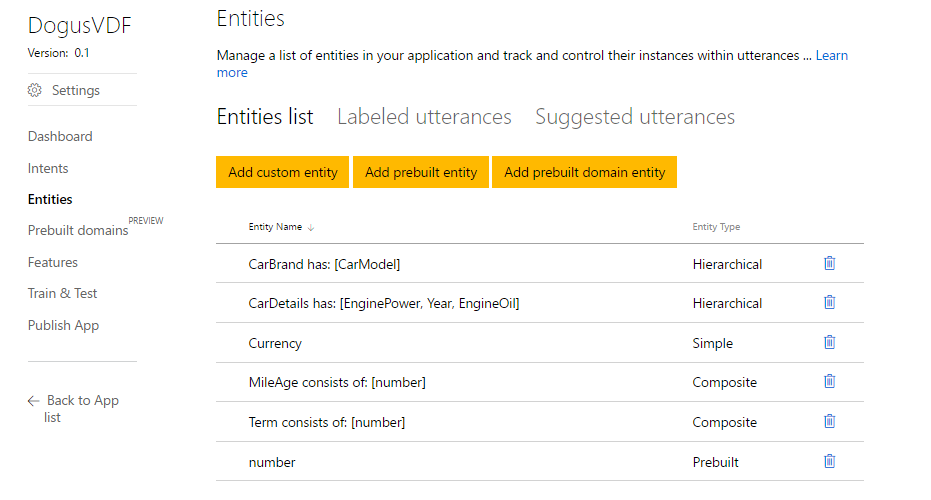 DogusVDF
Version: 0.1
Settings
Dashboard
Intents
Entities
Prebuilt domains PREVIEW
Features
Train & Test
Publish App
Back to App
list
Entities
Manage a list of entities in your application and track and control their instances within utterances ... Learn
more
Entities list Labeled utterances Suggested utterances
Add custom entity Add prebuilt entity Add prebuilt domain entity
Entity Name Entity Type
CarBrand has: [CarModel] Hierarchical
CarDetails has: [EnginePower, Year, EngineOil] Hierarchical
Currency Simple
MileAge consists of: [number] Composite
Term consists of: [number] Composite
number Prebuilt